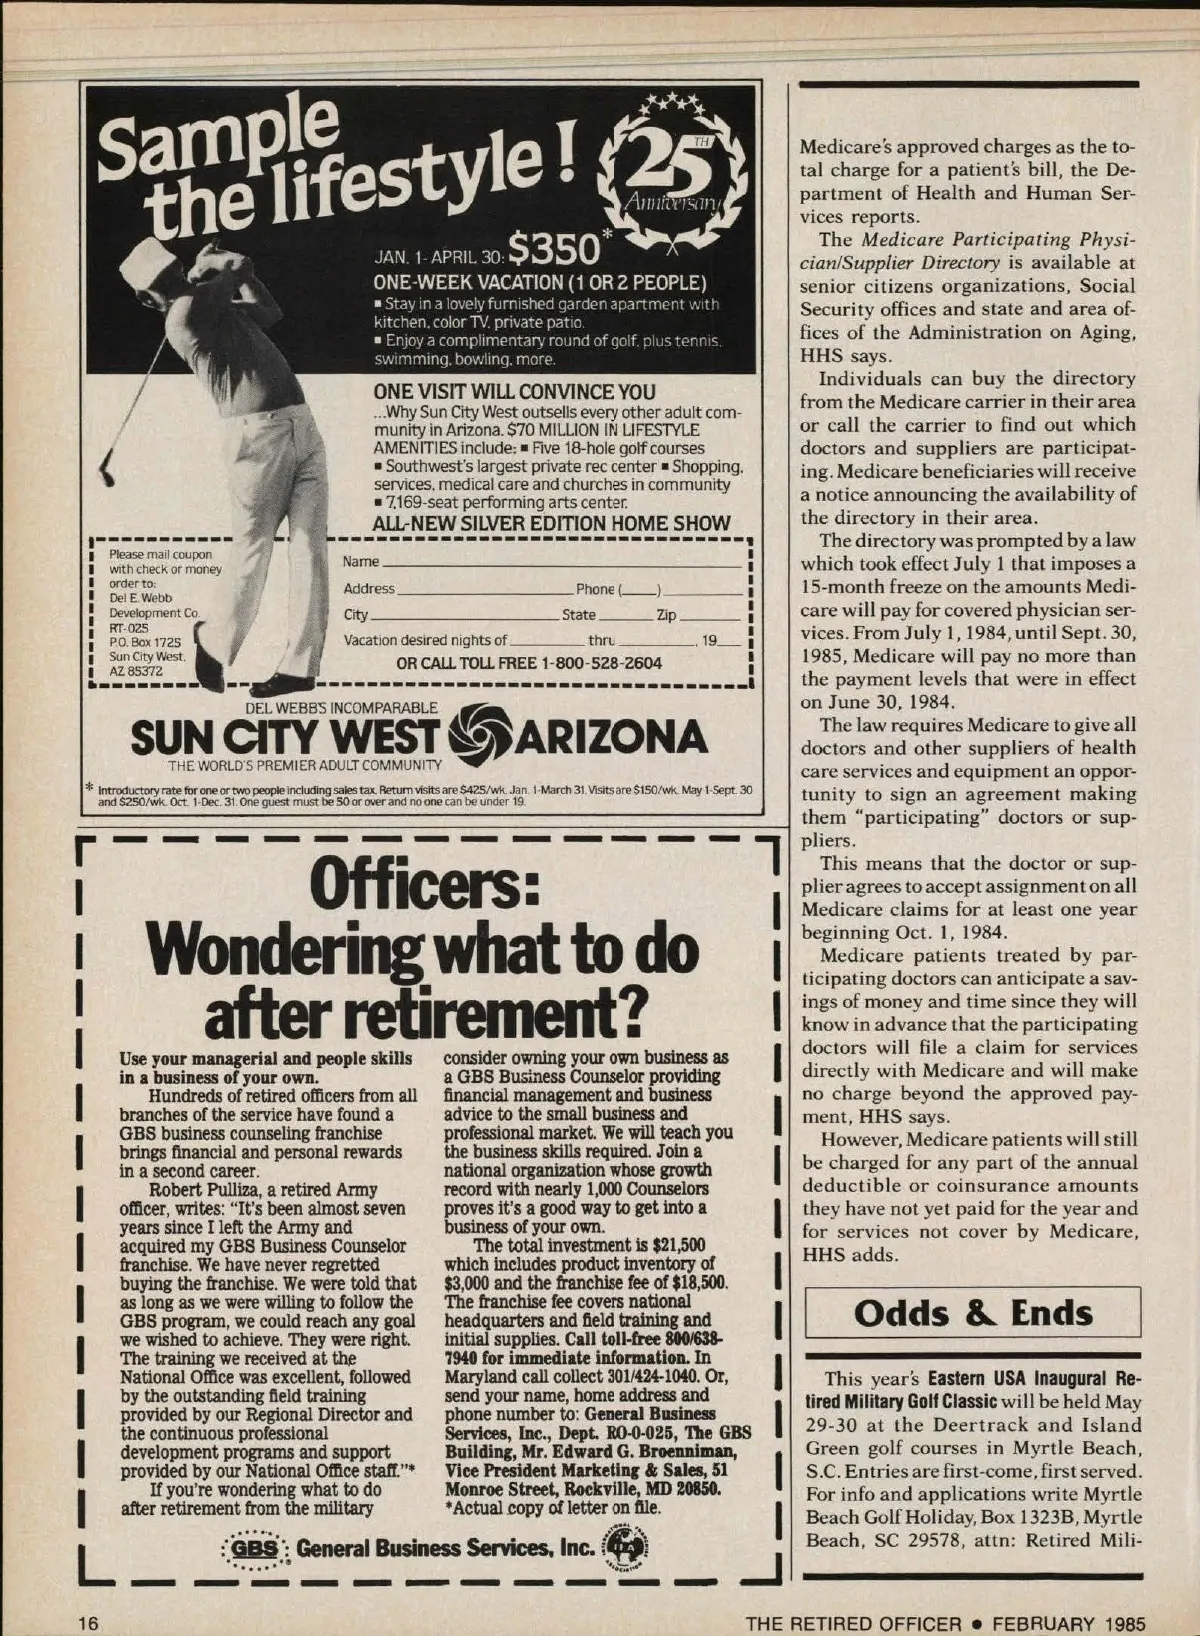 Sample
the lifestyle!
25TH
Anniversary
JAN. 1- APRIL 30: $350*
ONE-WEEK VACATION (1 OR 2 PEOPLE)
▪ Stay in a lovely furnished garden apartment with
kitchen, color TV, private patio.
▪ Enjoy a complimentary round of golf, plus tennis,
swimming, bowling, more.
ONE VISIT WILL CONVINCE YOU
...Why Sun City West outsells every other adult com-
munity in Arizona. $70 MILLION IN LIFESTYLE
AMENITIES include: ▪ Five 18-hole golf courses
▪ Southwest's largest private rec center ▪ Shopping,
services, medical care and churches in community
▪ 7,169-seat performing arts center.
ALL-NEW SILVER EDITION HOME SHOW
Please mail coupon
with check or money
order to:
Del E. Webb
Development Co.
RT-025
P.O. Box 1725
Sun City West,
AZ 85372
Name
Address Phone ( )
City State Zip
Vacation desired nights of thru , 19
OR CALL TOLL FREE 1-800-528-2604
DEL WEBB'S INCOMPARABLE
SUN CITY WEST ARIZONA
THE WORLD'S PREMIER ADULT COMMUNITY
* Introductory rate for one or two people including sales tax. Return visits are $425/wk. Jan. 1-March 31. Visits are $150/wk. May 1-Sept. 30
and $250/wk. Oct. 1-Dec. 31. One guest must be 50 or over and no one can be under 19.
Officers:
Wondering what to do
after retirement?
Use your managerial and people skills
in a business of your own.
Hundreds of retired officers from all
branches of the service have found a
GBS business counseling franchise
brings financial and personal rewards
in a second career.
Robert Pulliza, a retired Army
officer, writes: "It's been almost seven
years since I left the Army and
acquired my GBS Business Counselor
franchise. We have never regretted
buying the franchise. We were told that
as long as we were willing to follow the
GBS program, we could reach any goal
we wished to achieve. They were right.
The training we received at the
National Office was excellent, followed
by the outstanding field training
provided by our Regional Director and
the continuous professional
development programs and support
provided by our National Office staff."*
If you're wondering what to do
after retirement from the military
consider owning your own business as
a GBS Business Counselor providing
financial management and business
advice to the small business and
professional market. We will teach you
the business skills required. Join a
national organization whose growth
record with nearly 1,000 Counselors
proves it's a good way to get into a
business of your own.
The total investment is $21,500
which includes product inventory of
$3,000 and the franchise fee of $18,500.
The franchise fee covers national
headquarters and field training and
initial supplies. Call toll-free 800/638-
7940 for immediate information. In
Maryland call collect 301/424-1040. Or,
send your name, home address and
phone number to: General Business
Services, Inc., Dept. RO-0-025, The GBS
Building, Mr. Edward G. Broenniman,
Vice President Marketing & Sales, 51
Monroe Street, Rockville, MD 20850.
*Actual copy of letter on file.
GBS ® General Business Services, Inc.
Medicare's approved charges as the to-
tal charge for a patient's bill, the De-
partment of Health and Human Ser-
vices reports.
The Medicare Participating Physi-
cian/Supplier Directory is available at
senior citizens organizations, Social
Security offices and state and area of-
fices of the Administration on Aging,
HHS says.
Individuals can buy the directory
from the Medicare carrier in their area
or call the carrier to find out which
doctors and suppliers are participat-
ing. Medicare beneficiaries will receive
a notice announcing the availability of
the directory in their area.
The directory was prompted by a law
which took effect July 1 that imposes a
15-month freeze on the amounts Medi-
care will pay for covered physician ser-
vices. From July 1, 1984, until Sept. 30,
1985, Medicare will pay no more than
the payment levels that were in effect
on June 30, 1984.
The law requires Medicare to give all
doctors and other suppliers of health
care services and equipment an oppor-
tunity to sign an agreement making
them "participating" doctors or sup-
pliers.
This means that the doctor or sup-
plier agrees to accept assignment on all
Medicare claims for at least one year
beginning Oct. 1, 1984.
Medicare patients treated by par-
ticipating doctors can anticipate a sav-
ings of money and time since they will
know in advance that the participating
doctors will file a claim for services
directly with Medicare and will make
no charge beyond the approved pay-
ment, HHS says.
However, Medicare patients will still
be charged for any part of the annual
deductible or coinsurance amounts
they have not yet paid for the year and
for services not cover by Medicare,
HHS adds.
Odds & Ends
This year's Eastern USA Inaugural Re-
tired Military Golf Classic will be held May
29-30 at the Deertrack and Island
Green golf courses in Myrtle Beach,
S.C. Entries are first-come, first served.
For info and applications write Myrtle
Beach Golf Holiday, Box 1323B, Myrtle
Beach, SC 29578, attn: Retired Mili-
16
THE RETIRED OFFICER • FEBRUARY 1985